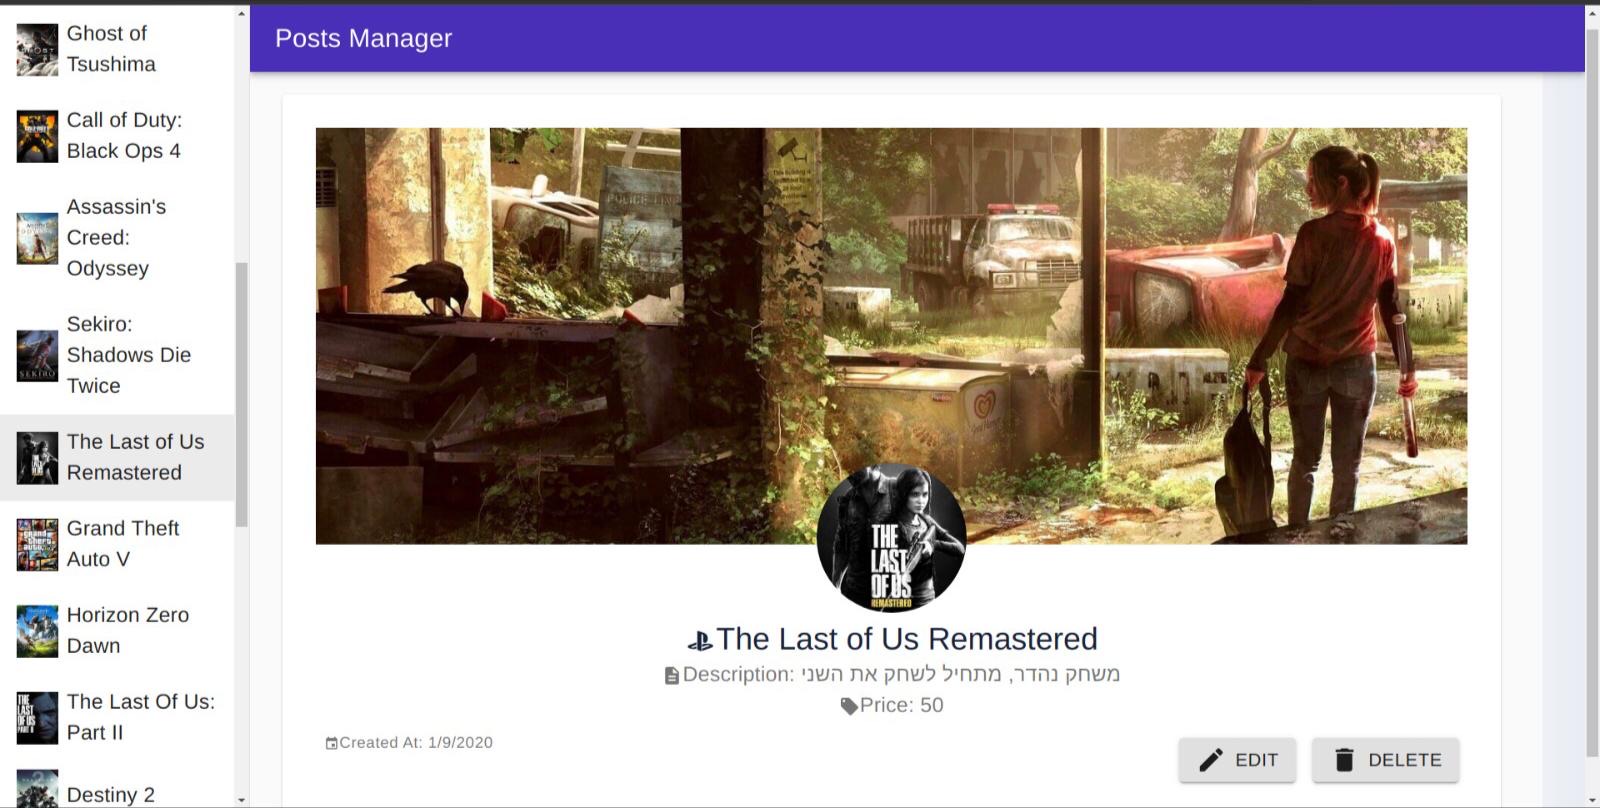 Ghost of
Tsushima
Call of Duty:
Black Ops 4
Assassin's
Creed:
Odyssey
Sekiro:
Shadows Die
Twice
The Last of Us
Remastered
Grand Theft
Auto V
Horizon Zero
Dawn
The Last Of Us:
Part II
Destiny 2
Posts Manager
POLICE LINE
THE
LAST
OF US
REMASTERED
The Last of Us Remastered
Description: משחק נהדר, מתחיל לשחק את השני
Price: 50
Created At: 1/9/2020
EDIT
DELETE